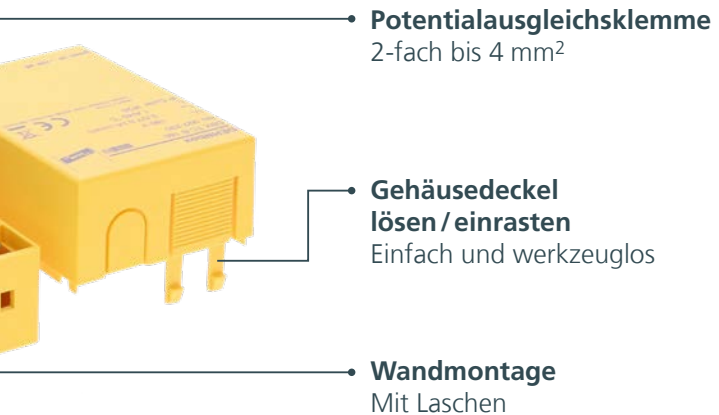 Potentialausgleichsklemme
2-fach bis 4 mm²
Gehäusedeckel
lösen / einrasten
Einfach und werkzeuglos
Wandmontage
Mit Laschen